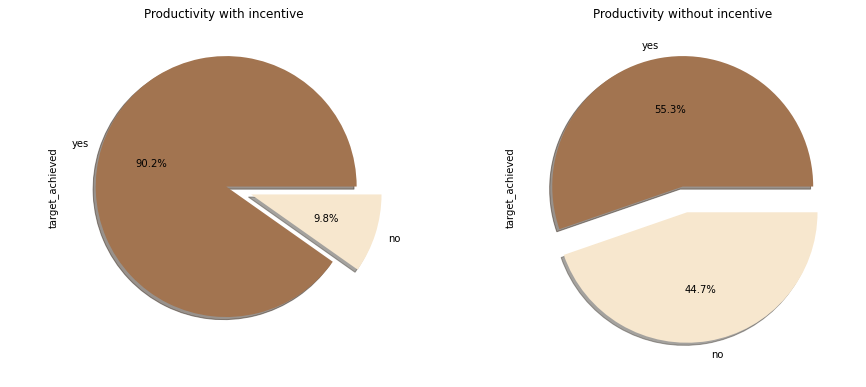 Productivity with incentive
yes
90.2%
target_achieved
9.8%
no
Productivity without incentive
yes
55.3%
target_achieved
44.7%
no